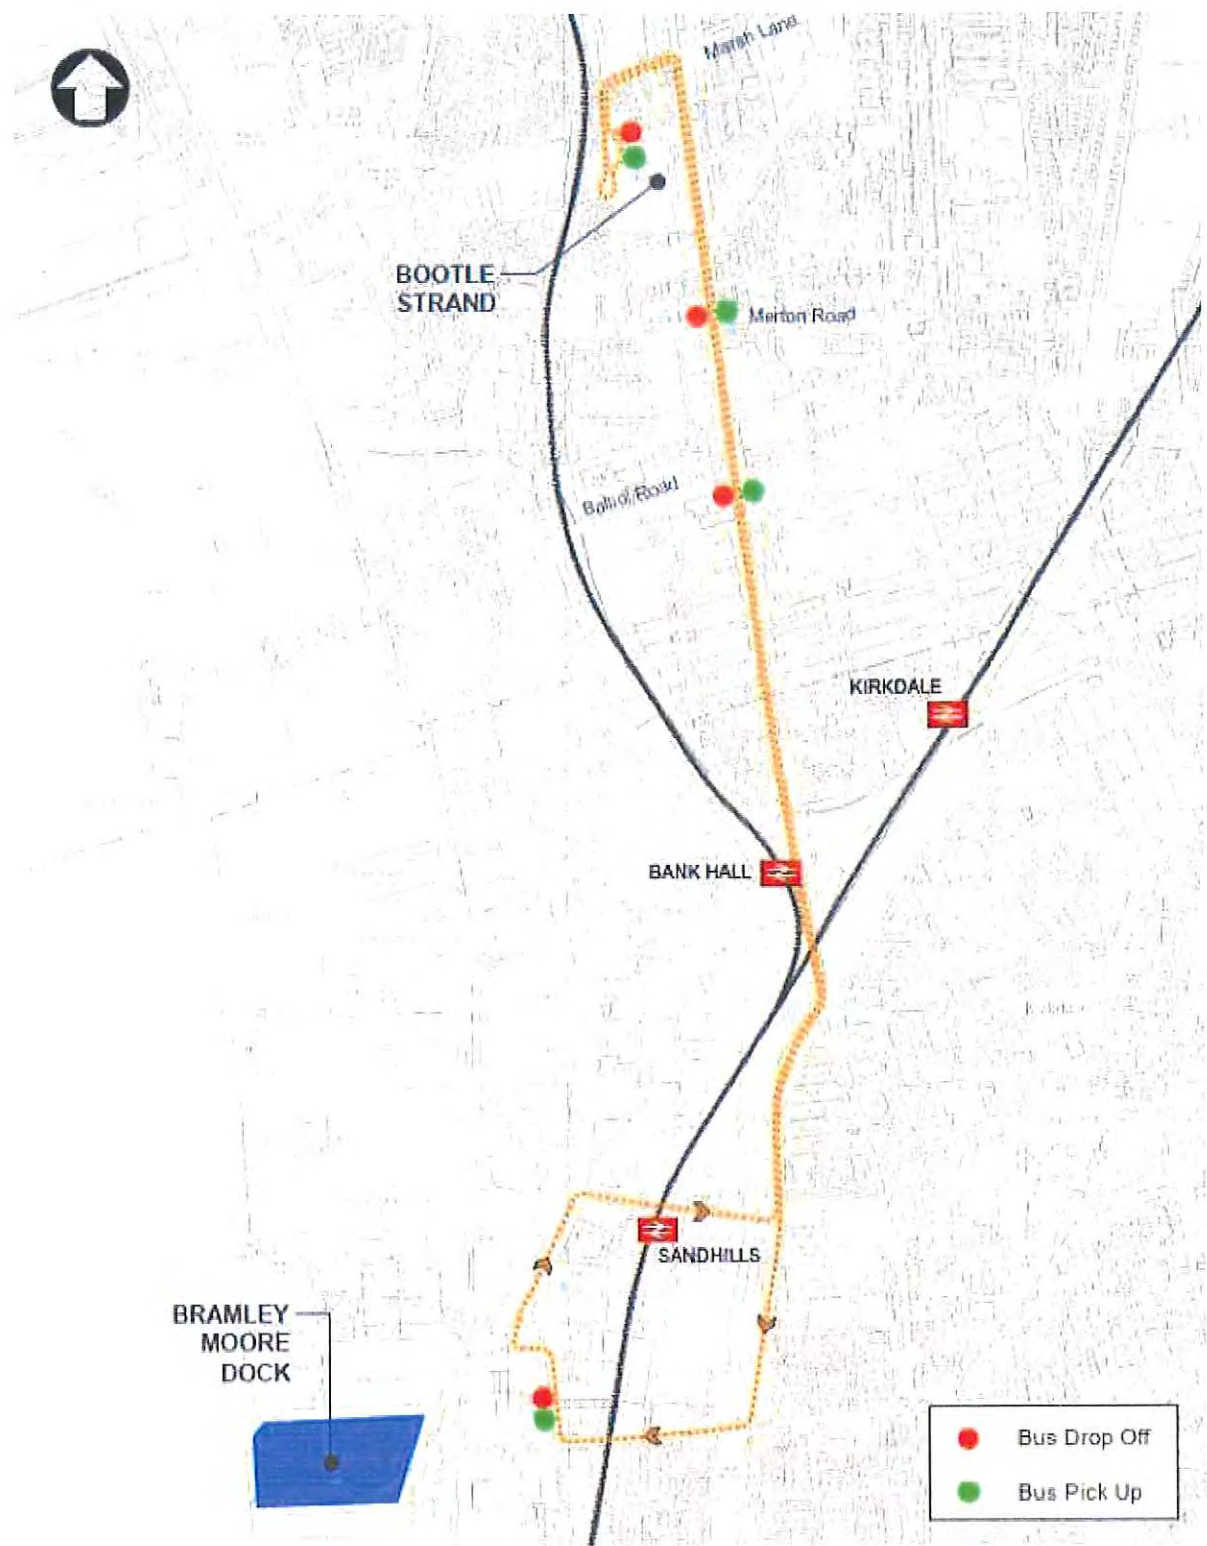 Marsh Lane
BOOTLE
STRAND
Merton Road
Balliol Road
KIRKDALE
BANK HALL
SANDHILLS
BRAMLEY
MOORE
DOCK
Bus Drop Off
Bus Pick Up